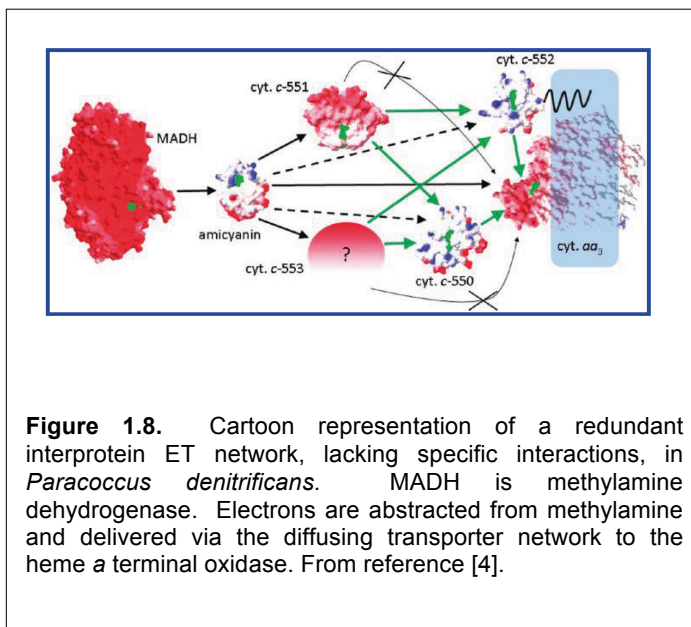 cyt. c-552
cyt. c-551
MADH
amicyanin
?
cyt. aa3
cyt. c-553
cyt. c-550
Figure 1.8. Cartoon representation of a redundant
interprotein ET network, lacking specific interactions, in
Paracoccus denitrificans. MADH is methylamine
dehydrogenase. Electrons are abstracted from methylamine
and delivered via the diffusing transporter network to the
heme a terminal oxidase. From reference [4].